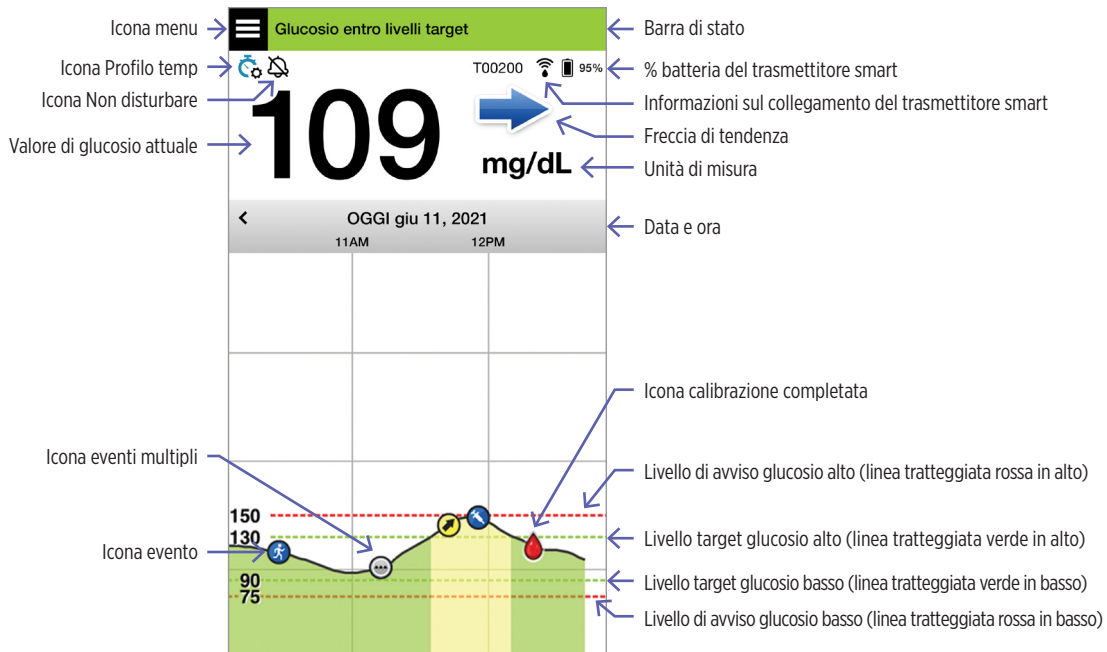 Icona menu
Glucosio entro livelli target
Barra di stato
Icona Profilo temp
T00200
95%
% batteria del trasmettitore smart
Icona Non disturbare
Informazioni sul collegamento del trasmettitore smart
Valore di glucosio attuale
109
Freccia di tendenza
mg/dL
Unità di misura
OGGI giu 11, 2021
Data e ora
11AM
12PM
Icona calibrazione completata
Icona eventi multipli
Livello di avviso glucosio alto (linea tratteggiata rossa in alto)
150
130
Livello target glucosio alto (linea tratteggiata verde in alto)
Icona evento
90
Livello target glucosio basso (linea tratteggiata verde in basso)
75
Livello di avviso glucosio basso (linea tratteggiata rossa in basso)